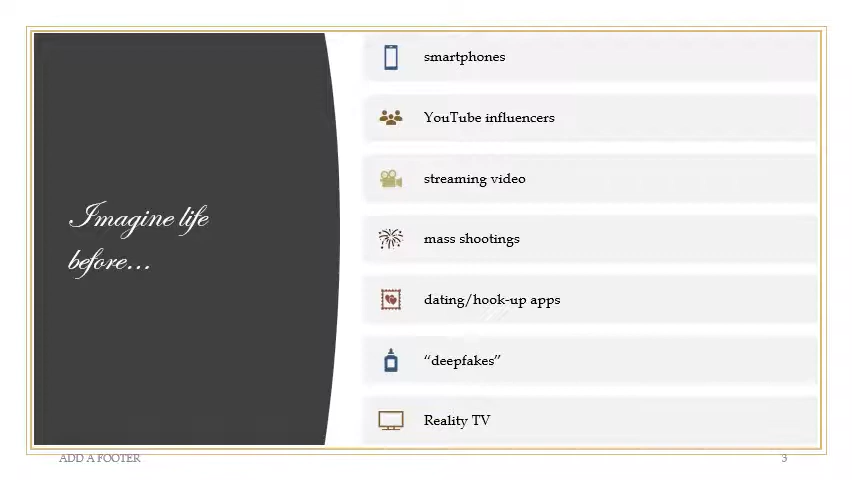 Imagine life
before...
smartphones
YouTube influencers
streaming video
mass shootings
dating/hook-up apps
“deepfakes”
Reality TV
ADD A FOOTER
3